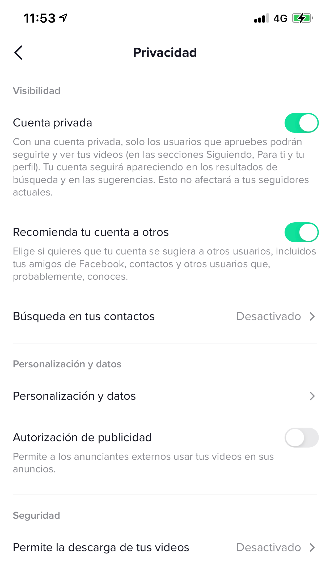 11:53
4G
Privacidad
Visibilidad
Cuenta privada
Con una cuenta privada, solo los usuarios que apruebes podrán
seguirte y ver tus videos (en las secciones Siguiendo, Para ti y tu
perfil). Tu cuenta seguirá apareciendo en los resultados de
búsqueda y en las sugerencias. Esto no afectará a tus seguidores
actuales.
Recomienda tu cuenta a otros
Elige si quieres que tu cuenta se sugiera a otros usuarios, incluidos
tus amigos de Facebook, contactos y otros usuarios que,
probablemente, conoces.
Búsqueda en tus contactos Desactivado
Personalización y datos
Personalización y datos
Autorización de publicidad
Permite a los anunciantes externos usar tus videos en sus
anuncios.
Seguridad
Permite la descarga de tus videos Desactivado